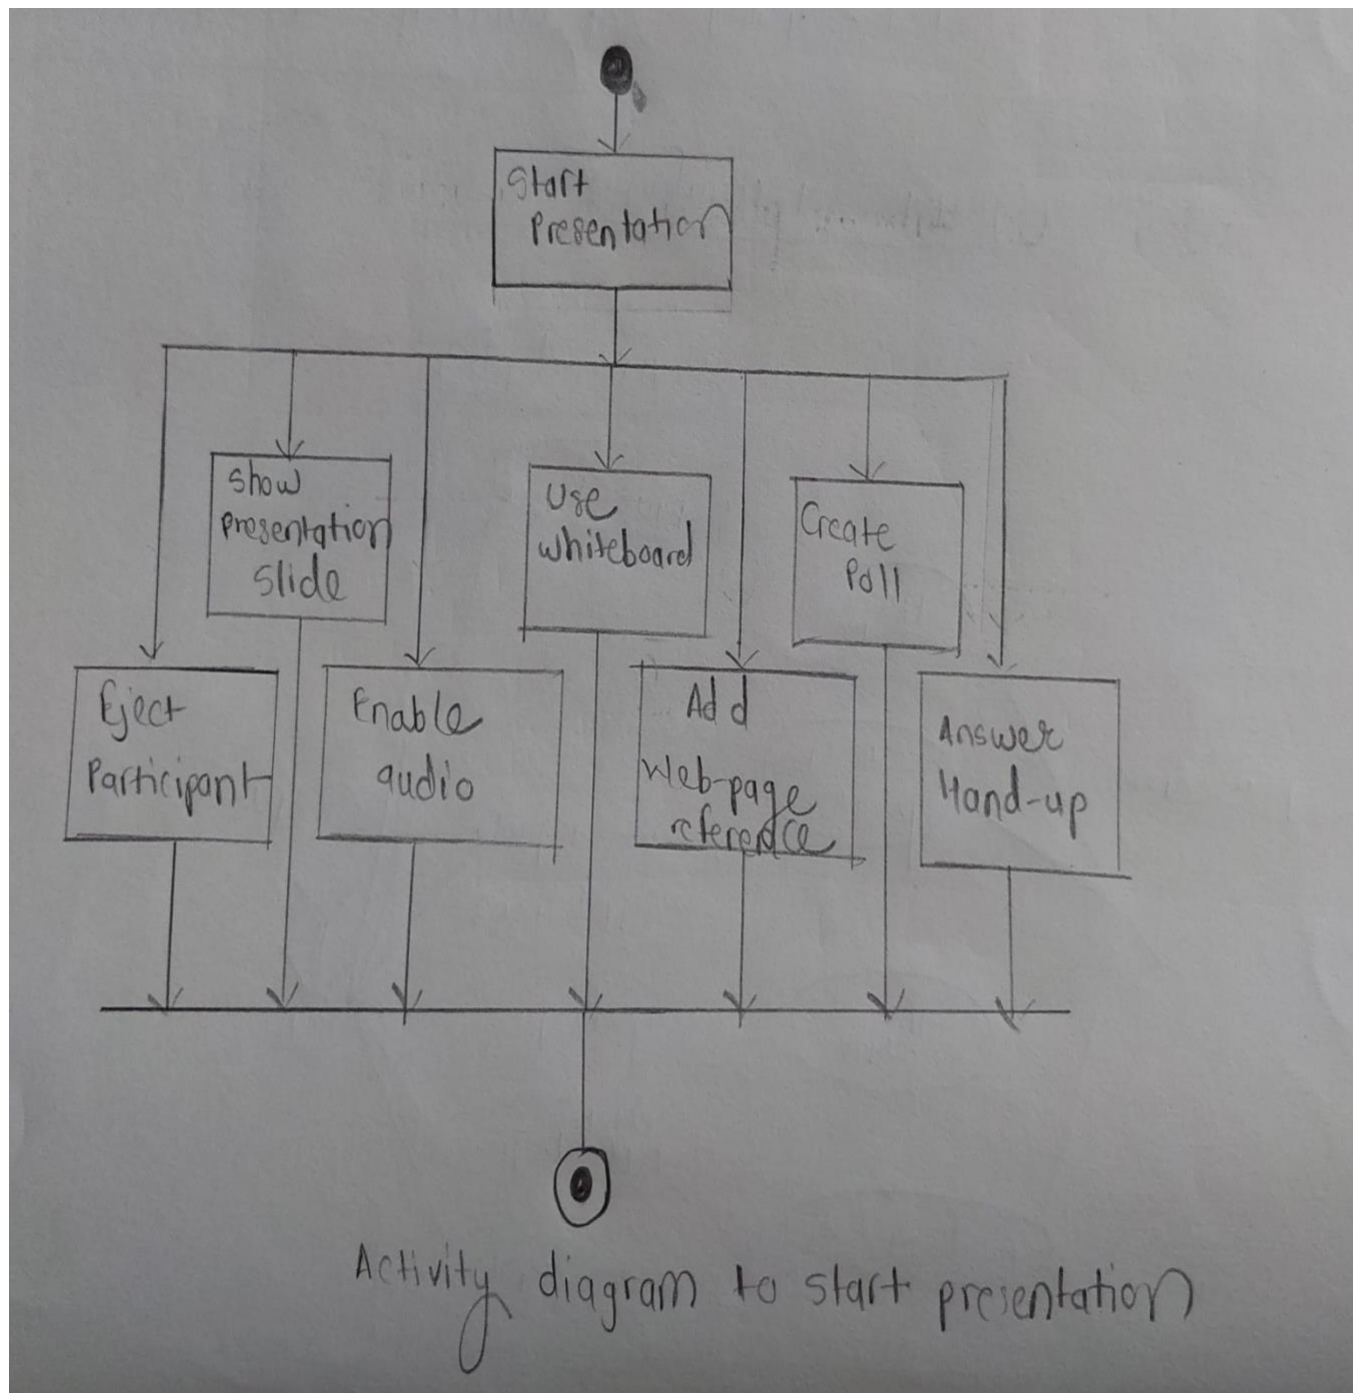 Start
Presentation
Show
Presentation
Slide
Use
Whiteboard
Create
Poll
Eject
Participant
Enable
audio
Add
Web-page
reference
Answer
Hand-up
Activity diagram to start presentation